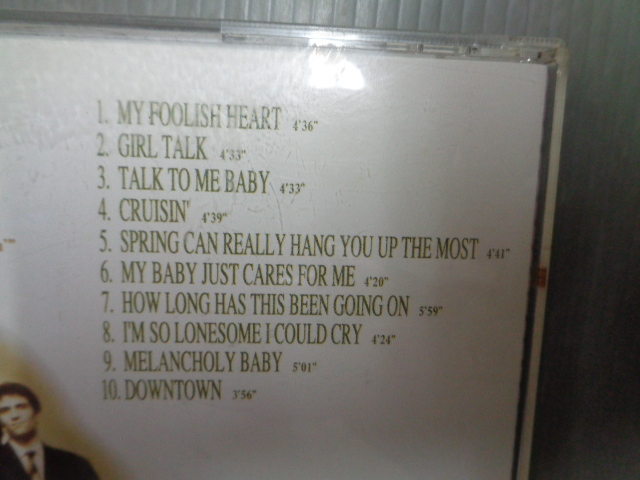 1. MY FOOLISH HEART 4'36"
2. GIRL TALK 4'33"
3. TALK TO ME BABY 4'33"
4. CRUISIN' 4'39"
5. SPRING CAN REALLY HANG YOU UP THE MOST 4'41"
6. MY BABY JUST CARES FOR ME 4'20"
7. HOW LONG HAS THIS BEEN GOING ON 5'59"
8. I'M SO LONESOME I COULD CRY 4'24"
9. MELANCHOLY BABY 5'01"
10. DOWNTOWN 3'56"